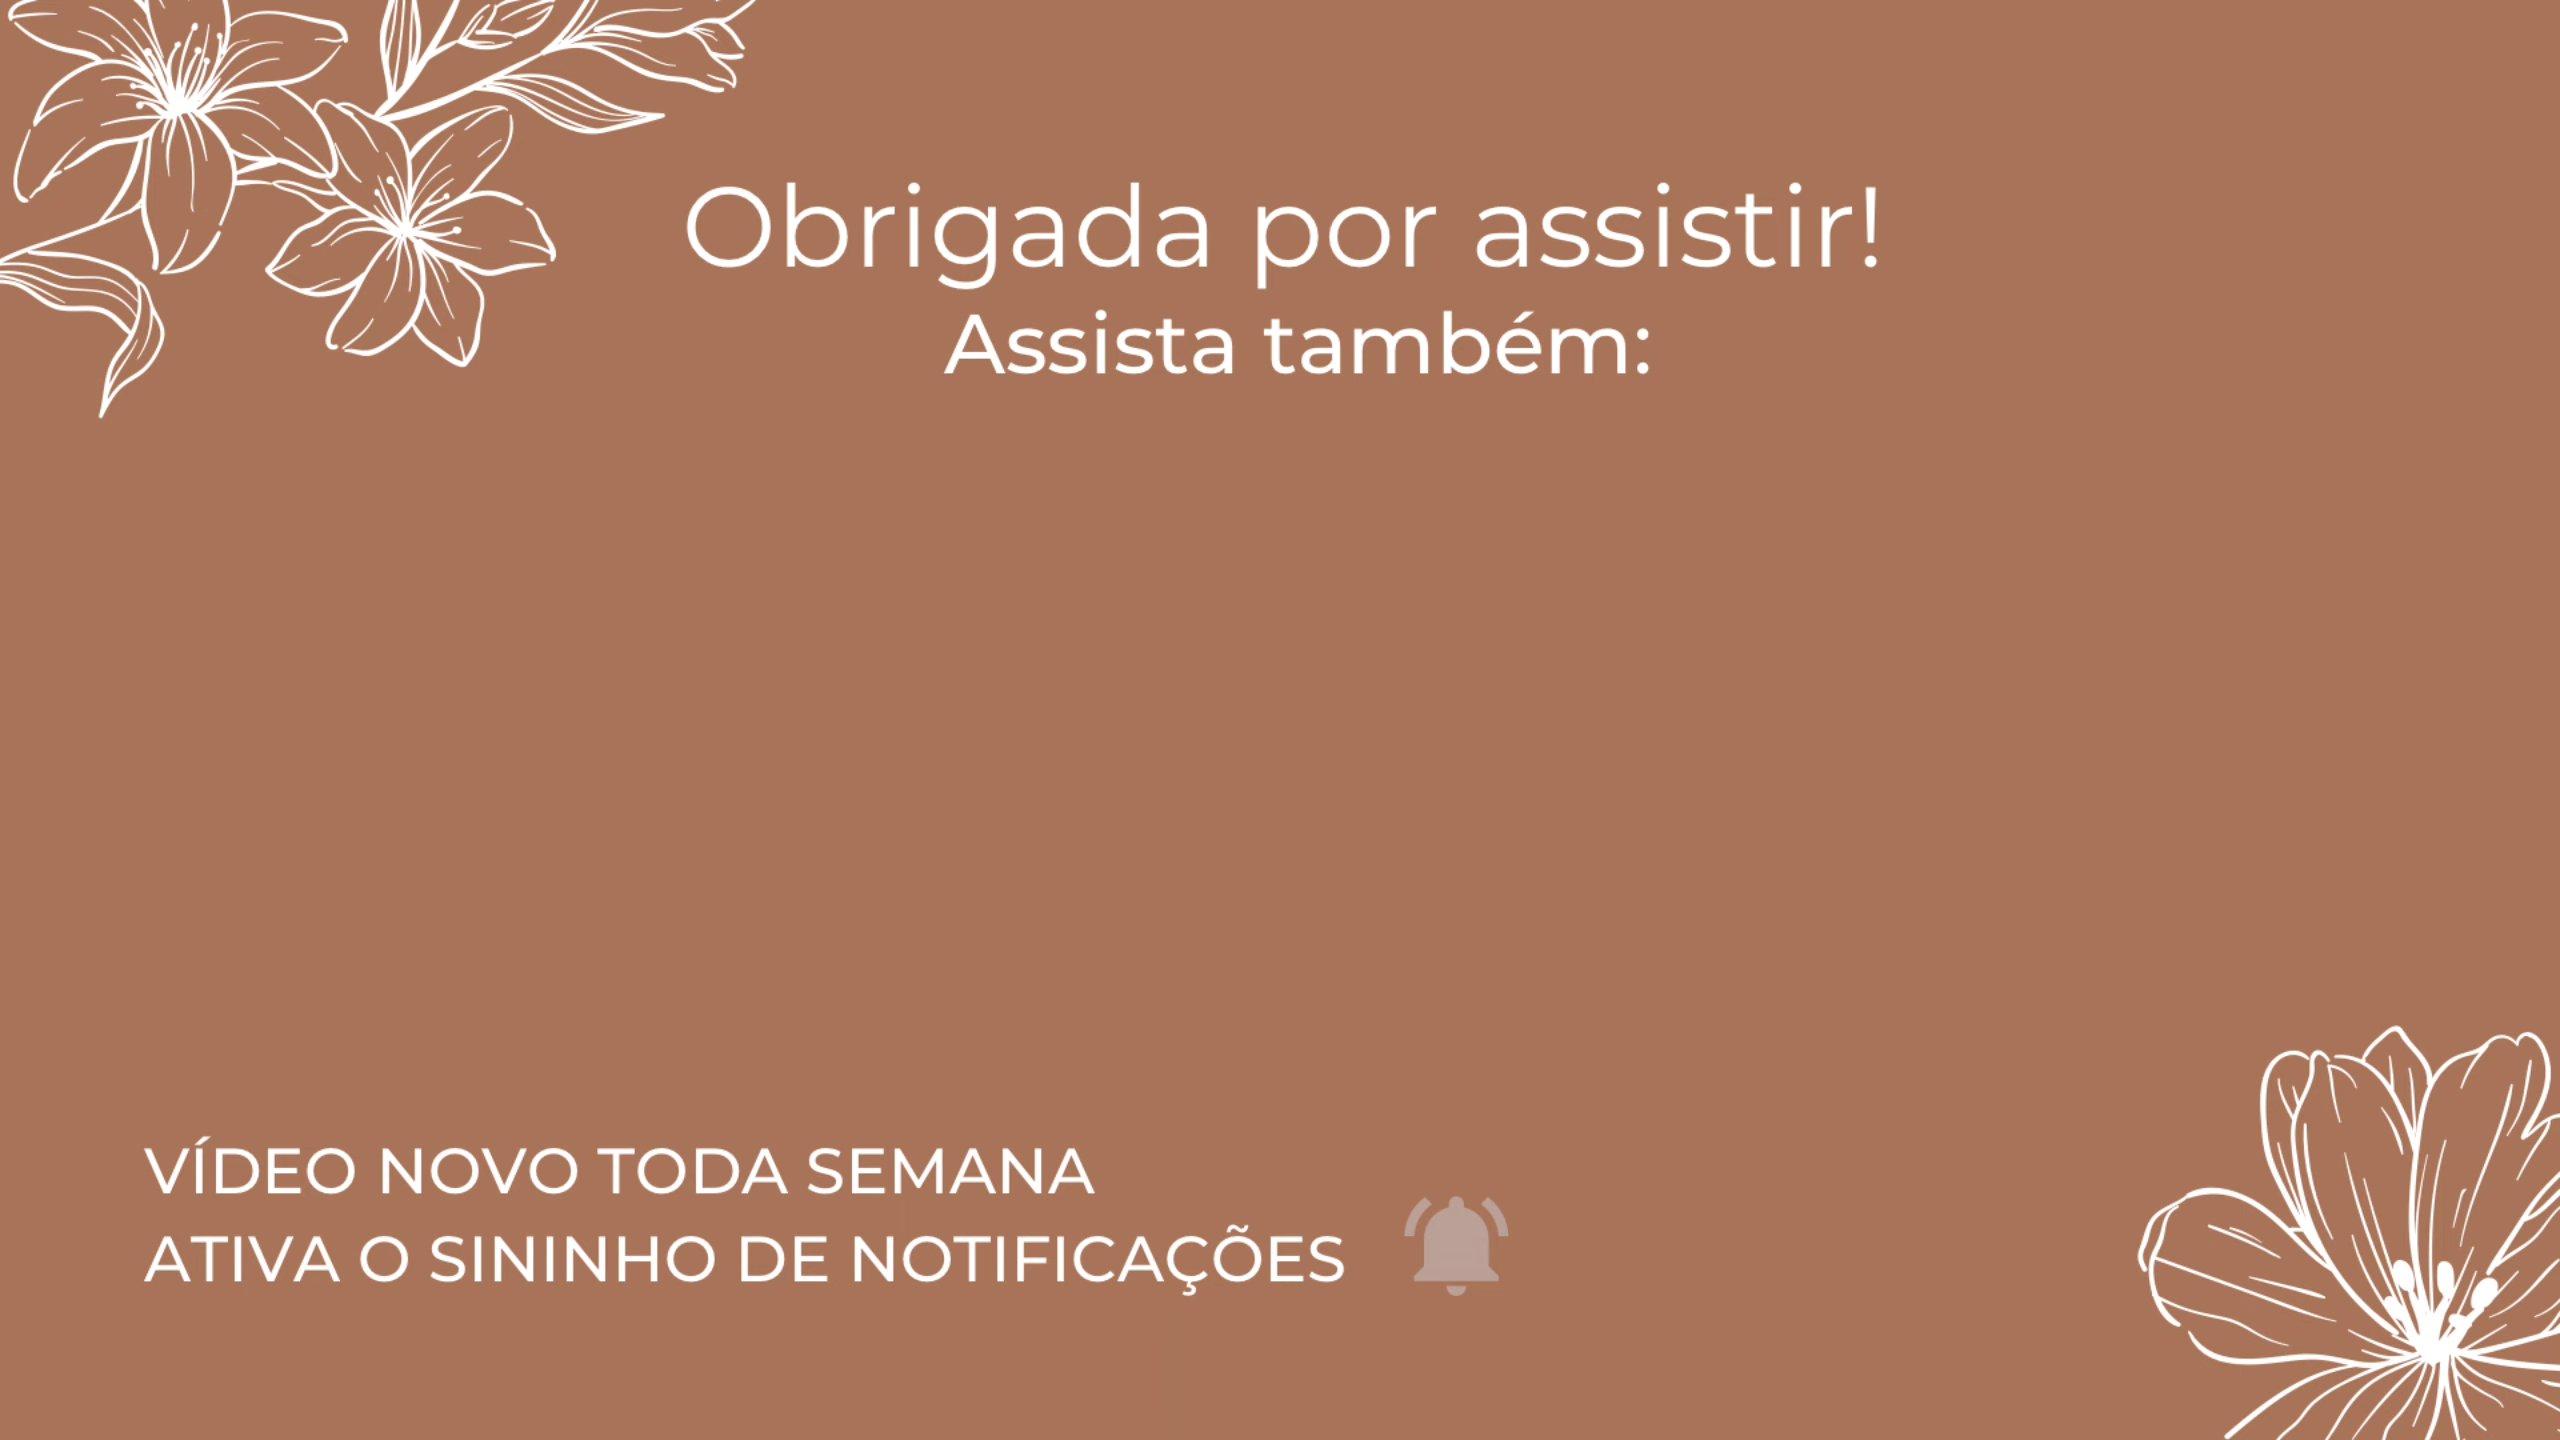 Obrigada por assistir!
Assista também:
VÍDEO NOVO TODA SEMANA
ATIVA O SININHO DE NOTIFICAÇÕES